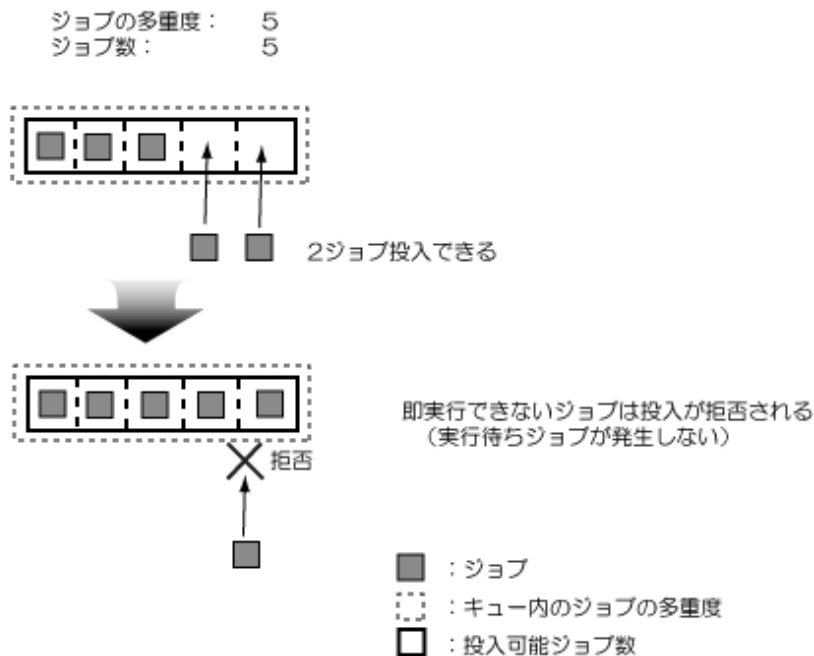 ジョブの多重度： 5
ジョブ数： 5
2ジョブ投入できる
即実行できないジョブは投入が拒否される
（実行待ちジョブが発生しない）
拒否
：ジョブ
：キュー内のジョブの多重度
：投入可能ジョブ数